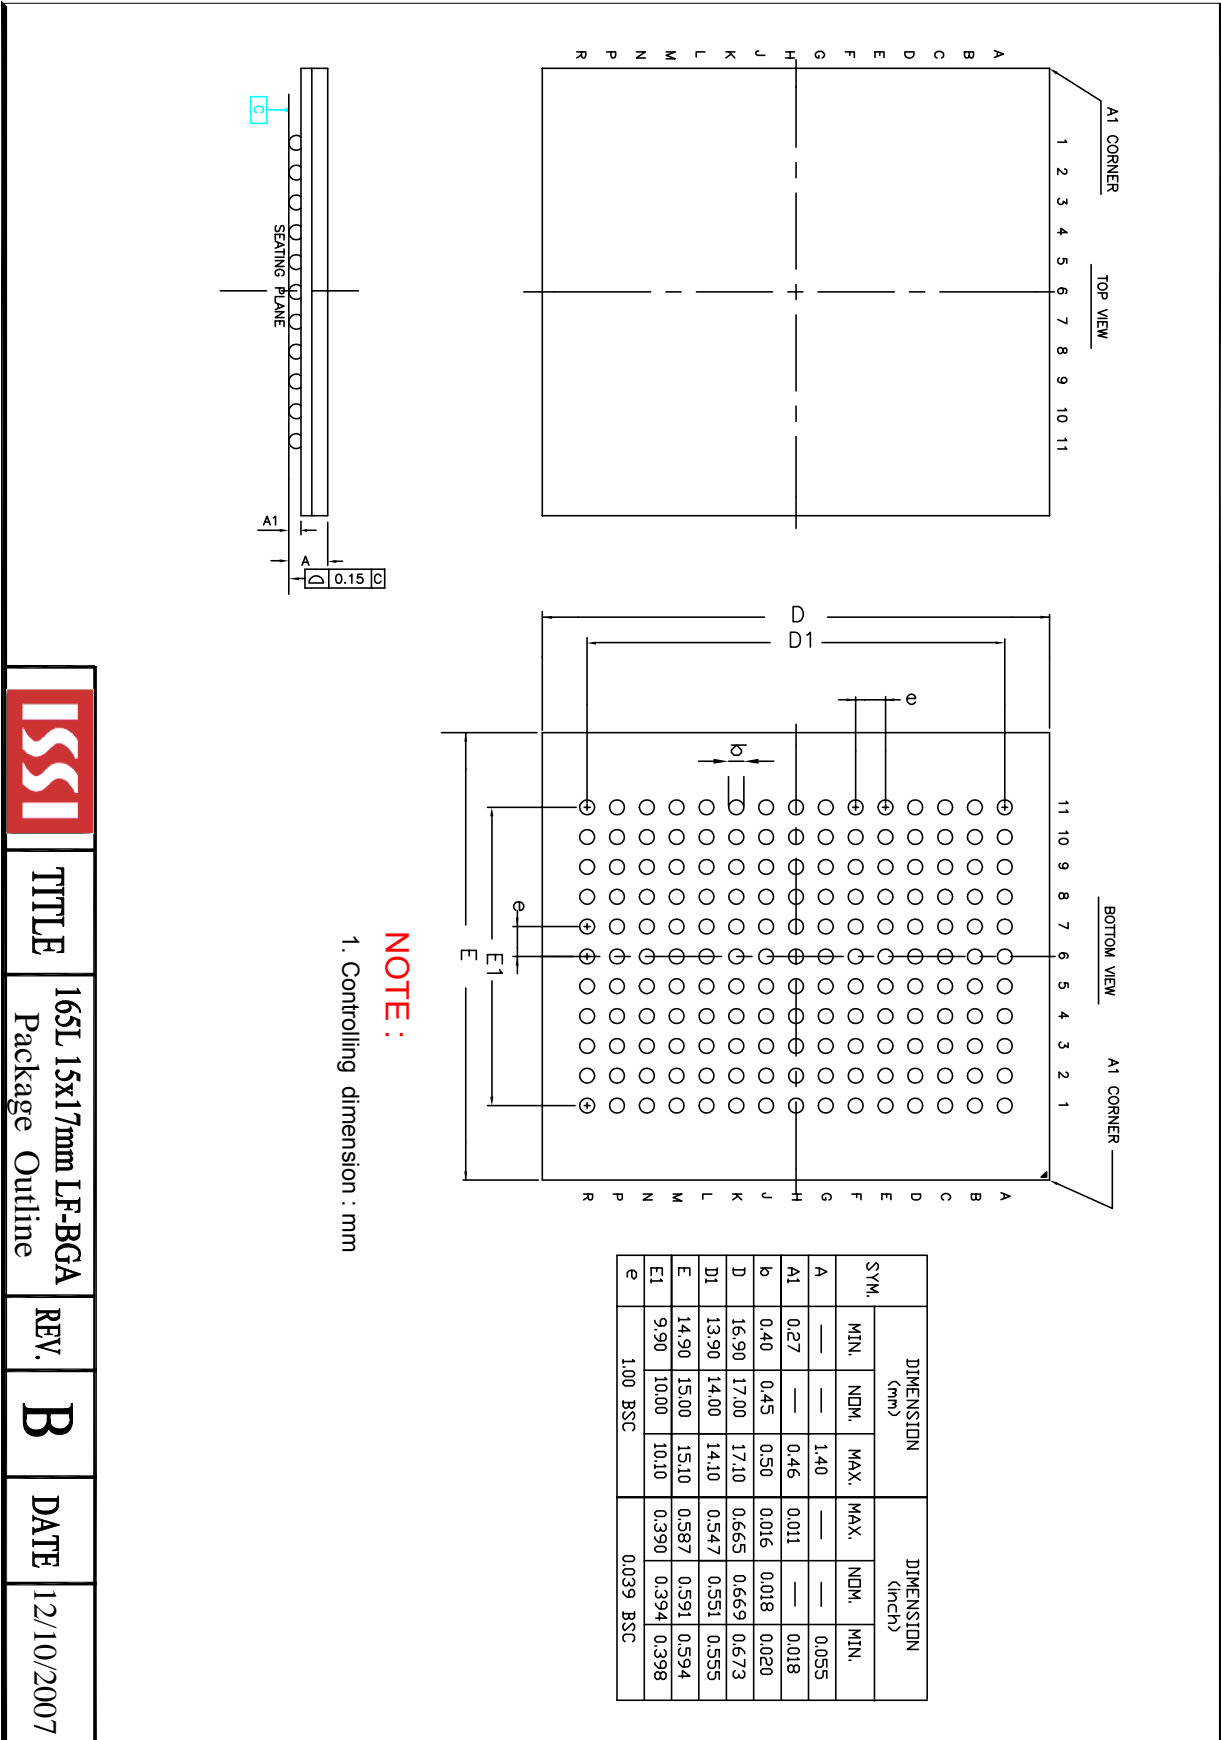 A1 CORNER
TOP VIEW
1 2 3 4 5 6 7 8 9 10 11
A
B
C
D
E
F
G
H
J
K
L
M
N
P
R
BOTTOM VIEW
A1 CORNER
11 10 9 8 7 6 5 4 3 2 1
A
B
C
D
E
F
G
H
J
K
L
M
N
P
R
e
D1
D
b
e
E1
E
C
SEATING PLANE
A1
A
0.15 C
SYM. DIMENSION (mm) DIMENSION (inch)
MIN. NOM. MAX. MAX. NOM. MIN.
A — — 1.40 — — 0.055
A1 0.27 — 0.46 0.011 — 0.018
b 0.40 0.45 0.50 0.016 0.018 0.020
D 16.90 17.00 17.10 0.665 0.669 0.673
D1 13.90 14.00 14.10 0.547 0.551 0.555
E 14.90 15.00 15.10 0.587 0.591 0.594
E1 9.90 10.00 10.10 0.390 0.394 0.398
e 1.00 BSC 0.039 BSC
NOTE :
1. Controlling dimension : mm
ISSI
TITLE
165L 15x17mm LF-BGA
Package Outline
REV.
B
DATE
12/10/2007